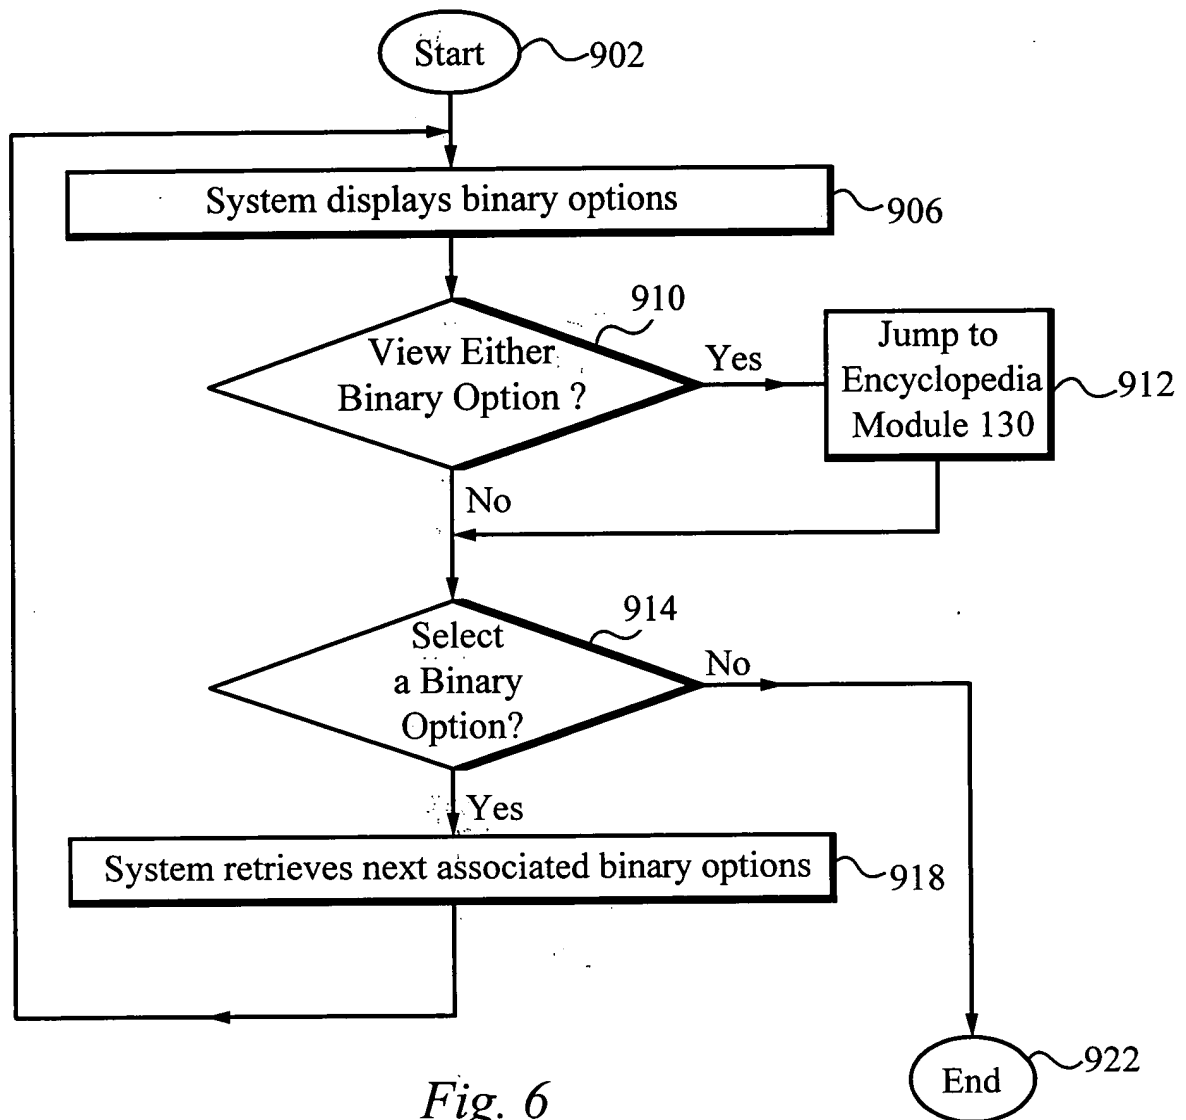 Start
902
System displays binary options
906
910
View Either
Binary Option ?
Yes
Jump to
Encyclopedia
Module 130
912
No
914
Select
a Binary
Option?
No
Yes
System retrieves next associated binary options
918
End
922
Fig. 6